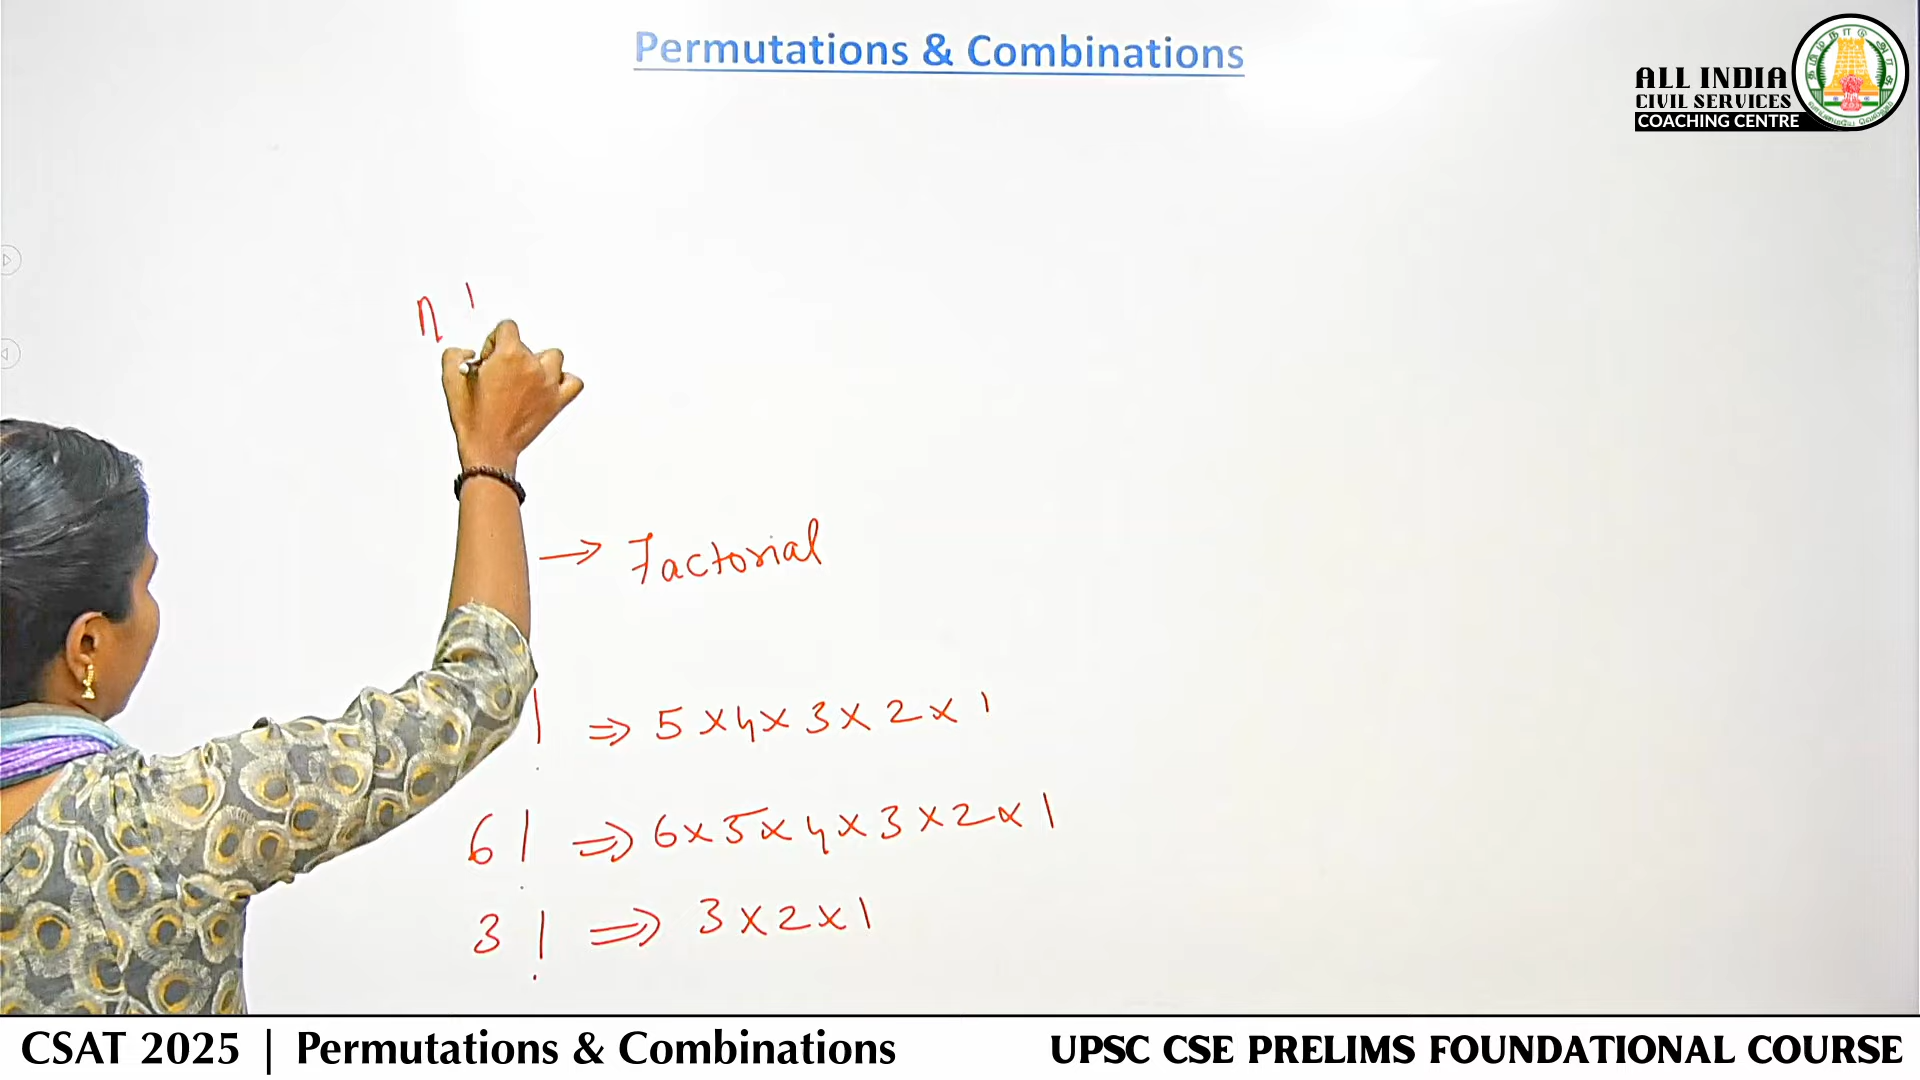 Permutations & Combinations
ALL INDIA
CIVIL SERVICES
COACHING CENTRE
n !
→ Factorial
! ⇒ 5 × 4 × 3 × 2 × 1
6 ! ⇒ 6 × 5 × 4 × 3 × 2 × 1
3 ! ⇒ 3 × 2 × 1
CSAT 2025 | Permutations & Combinations
UPSC CSE PRELIMS FOUNDATIONAL COURSE